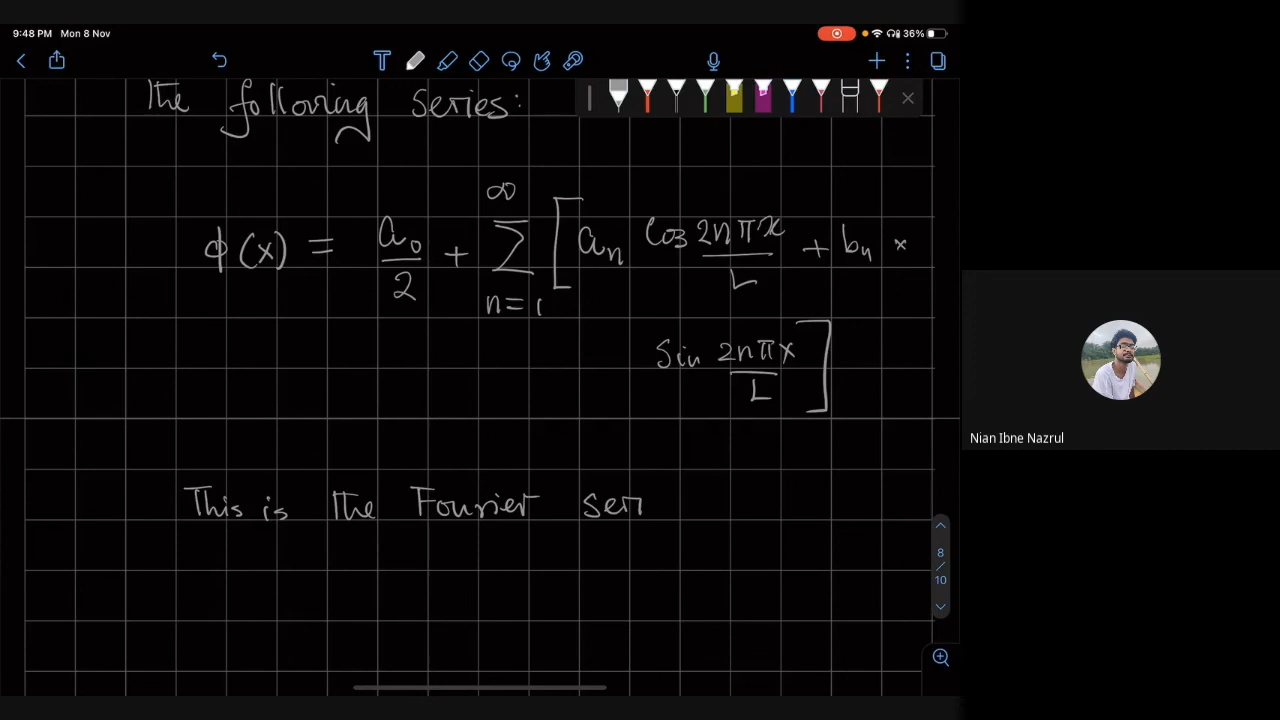 9:48 PM Mon 8 Nov
36%
the following series:
ϕ(x) = a₀/2 + ∑ₙ₌₁^∞ [aₙ cos 2nπx/L + bₙ ×
sin 2nπx/L]
This is the Fourier seri
8
/
10
Nian Ibne Nazrul